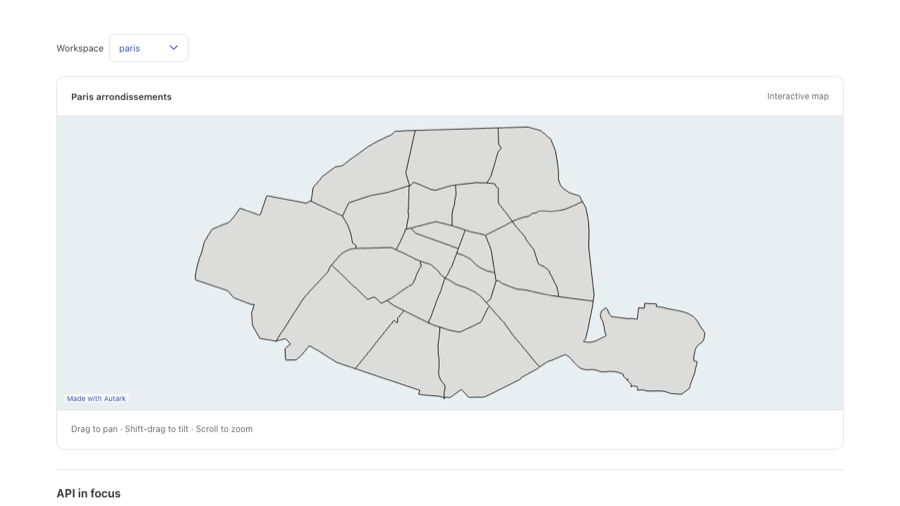 Workspace paris
Paris arrondissements
Interactive map
Made with Autark
Drag to pan · Shift-drag to tilt · Scroll to zoom
API in focus